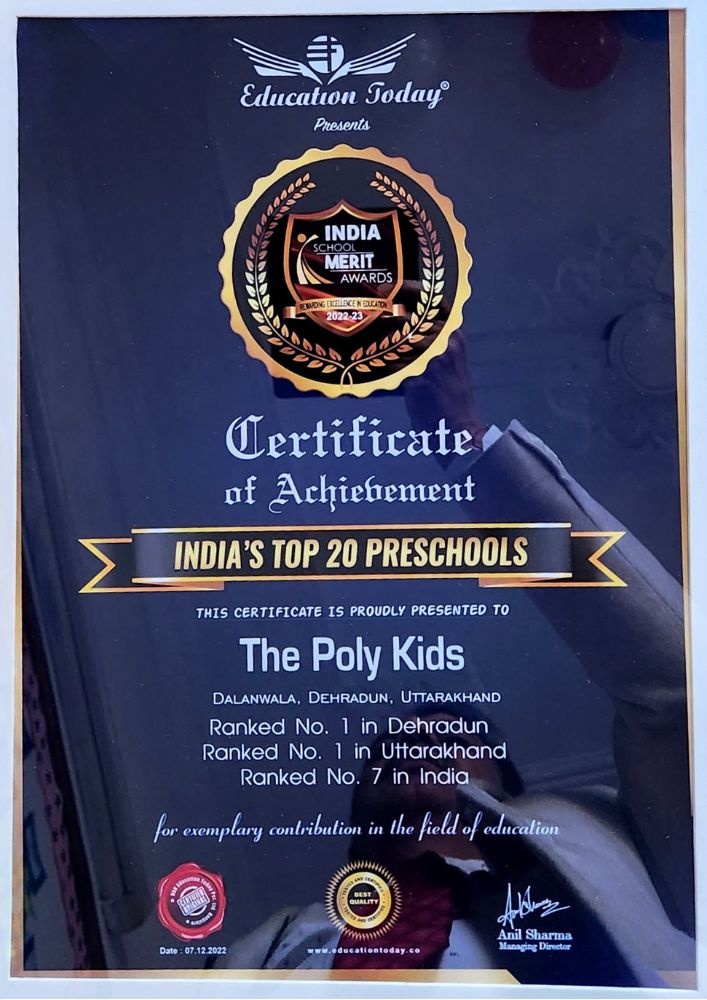 Education Today®
Presents
INDIA
SCHOOL
MERIT
AWARDS
REWARDING EXCELLENCE IN EDUCATION
2022-23
Certificate
of Achievement
INDIA'S TOP 20 PRESCHOOLS
THIS CERTIFICATE IS PROUDLY PRESENTED TO
The Poly Kids
DALANWALA, DEHRADUN, UTTARAKHAND
Ranked No. 1 in Dehradun
Ranked No. 1 in Uttarakhand
Ranked No. 7 in India
for exemplary contribution in the field of education
BEST
QUALITY
Anil Sharma
Managing Director
Date : 07.12.2022
www.educationtoday.co